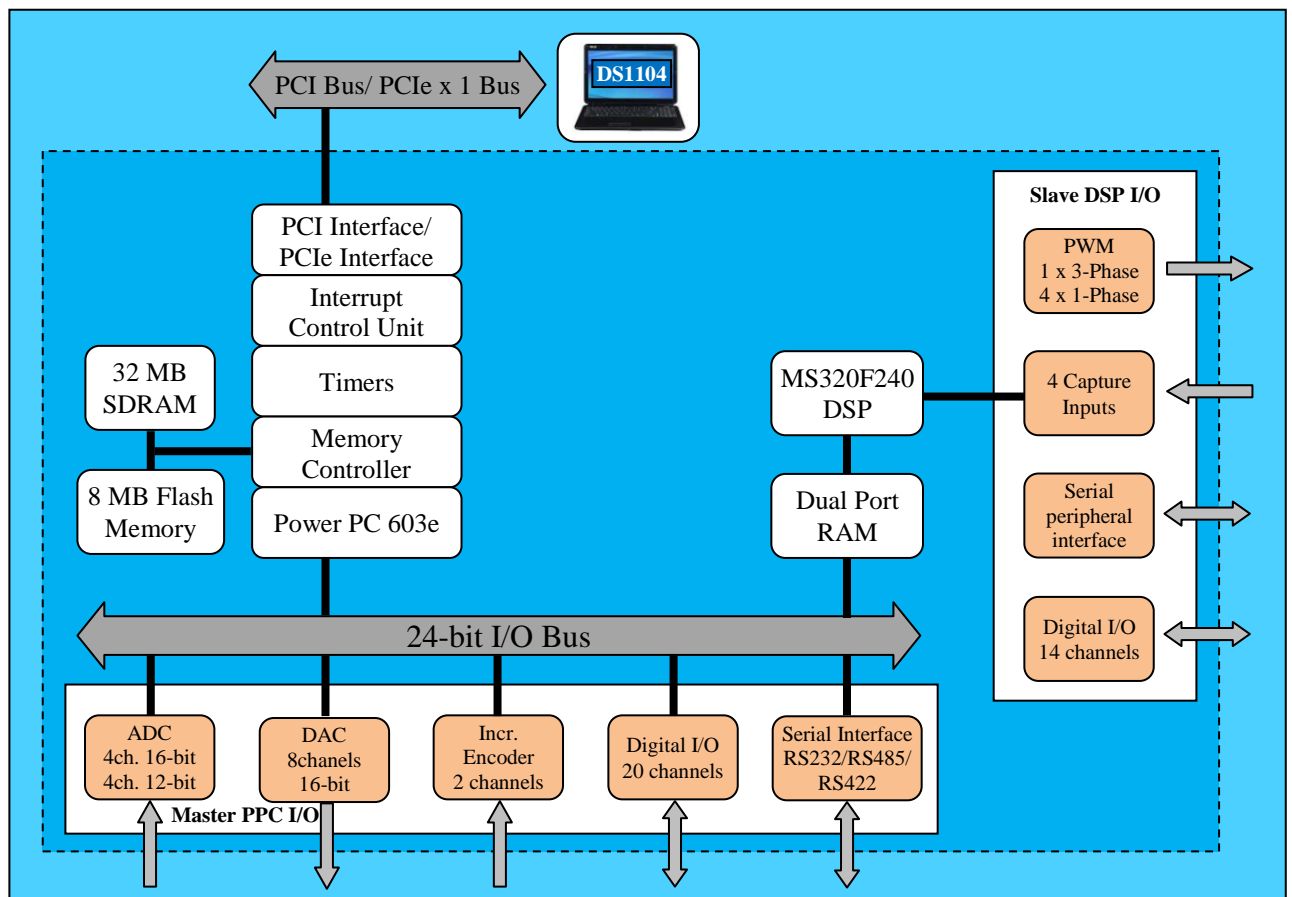 PCI Bus/ PCIe x 1 Bus
DS1104
PCI Interface/
PCIe Interface
Interrupt
Control Unit
Timers
Memory
Controller
Power PC 603e
32 MB
SDRAM
8 MB Flash
Memory
MS320F240
DSP
Dual Port
RAM
Slave DSP I/O
PWM
1 x 3-Phase
4 x 1-Phase
4 Capture
Inputs
Serial
peripheral
interface
Digital I/O
14 channels
24-bit I/O Bus
ADC
4ch. 16-bit
4ch. 12-bit
DAC
8chanels
16-bit
Incr.
Encoder
2 channels
Digital I/O
20 channels
Serial Interface
RS232/RS485/
RS422
Master PPC I/O